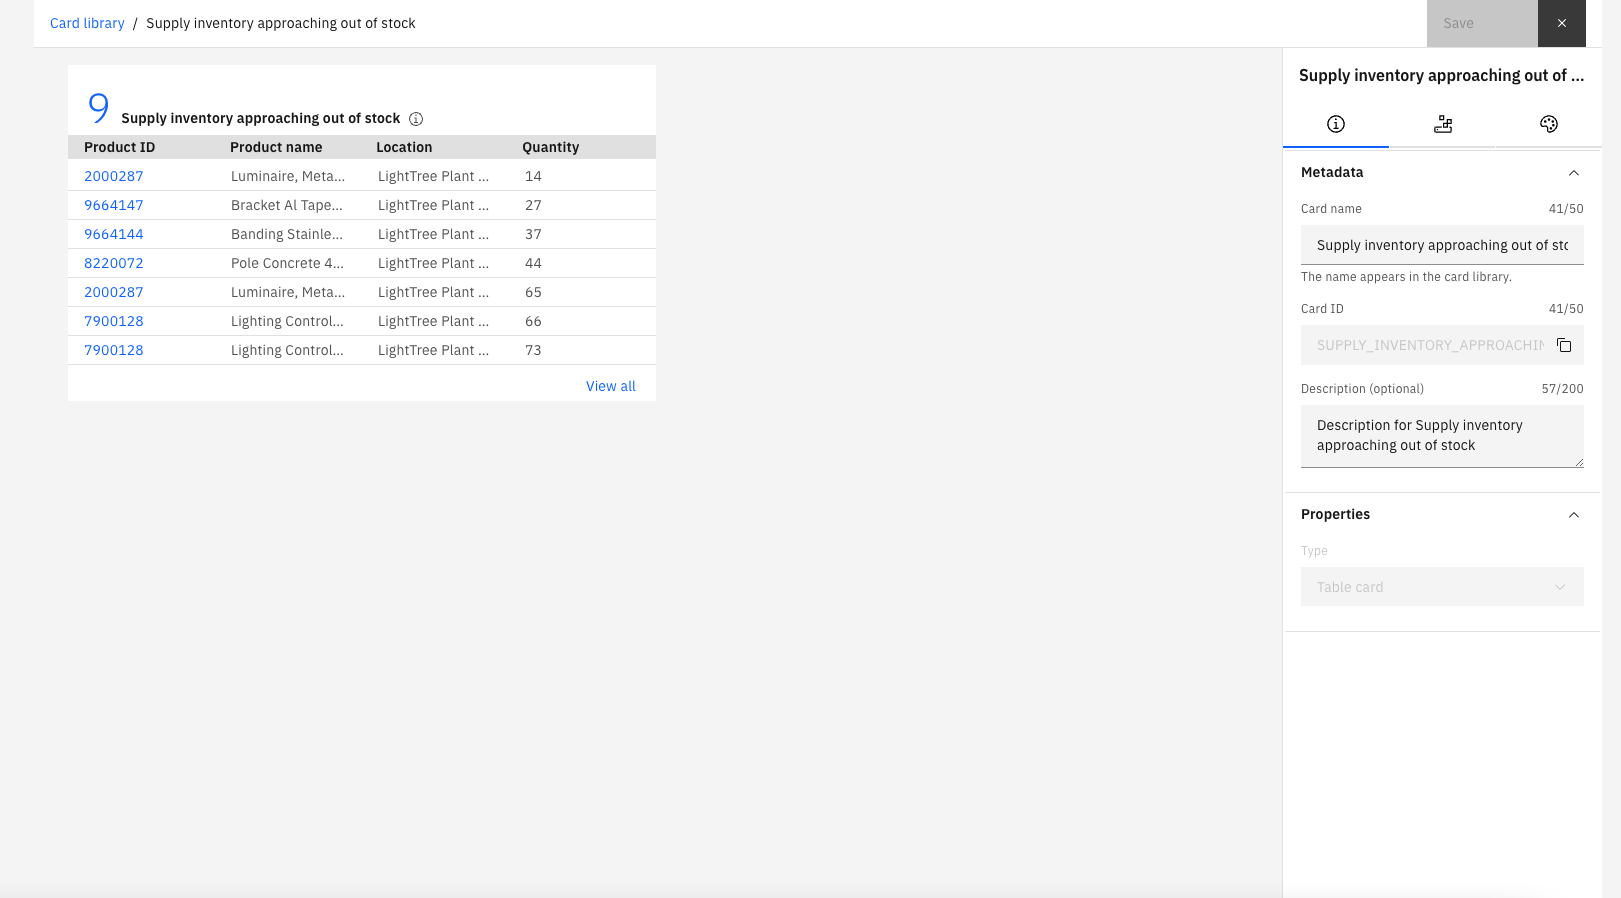 Card library / Supply inventory approaching out of stock
Save
9 Supply inventory approaching out of stock
Product ID Product name Location Quantity
2000287 Luminaire, Meta... LightTree Plant ... 14
9664147 Bracket Al Tape... LightTree Plant ... 27
9664144 Banding Stainle... LightTree Plant ... 37
8220072 Pole Concrete 4... LightTree Plant ... 44
2000287 Luminaire, Meta... LightTree Plant ... 65
7900128 Lighting Control... LightTree Plant ... 66
7900128 Lighting Control... LightTree Plant ... 73
View all
Supply inventory approaching out of ...
Metadata
Card name 41/50
Supply inventory approaching out of sto
The name appears in the card library.
Card ID 41/50
SUPPLY_INVENTORY_APPROACHIN
Description (optional) 57/200
Description for Supply inventory
approaching out of stock
Properties
Type
Table card